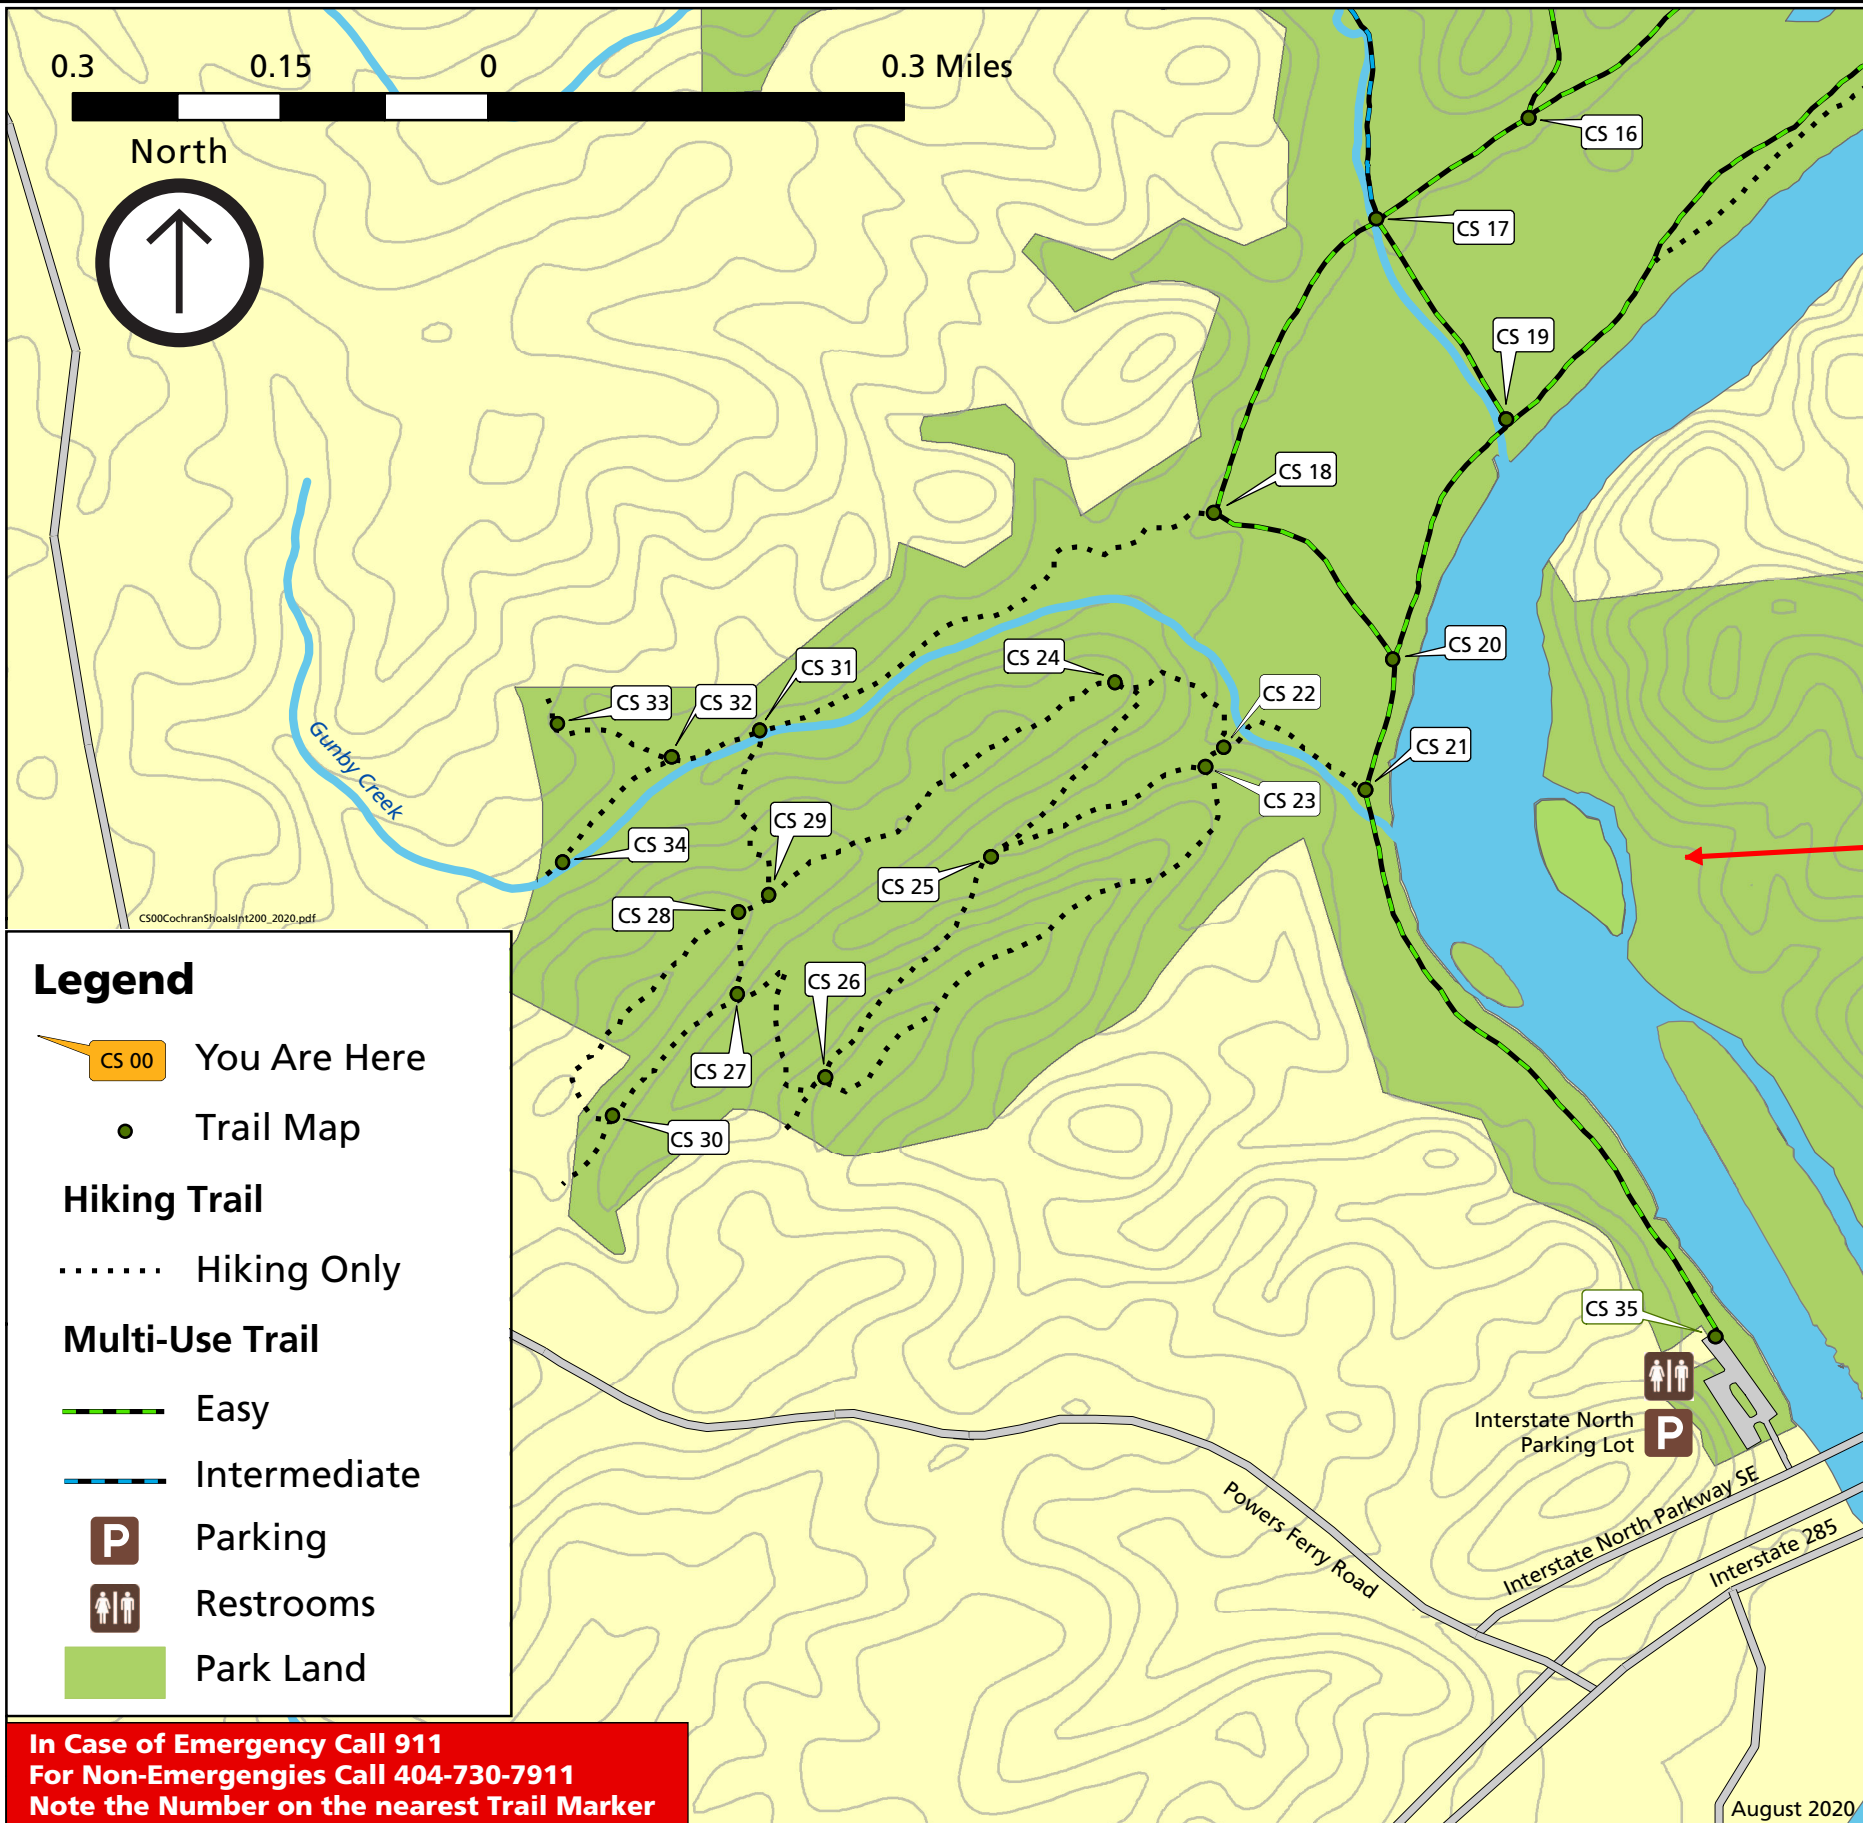 0.3 0.15 0 0.3 Miles
North
CS 16
CS 17
CS 19
CS 18
CS 20
CS 24
CS 31
CS 33
CS 32
CS 22
CS 21
Gunby Creek
CS 23
CS 29
CS 34
CS 25
CS 28
CS00CochranShoalsInt200_2020.pdf
CS 26
CS 27
CS 30
Legend
CS 00 You Are Here
Trail Map
Hiking Trail
Hiking Only
Multi-Use Trail
Easy
Intermediate
P Parking
Restrooms
Park Land
CS 35
Interstate North
Parking Lot
P
Powers Ferry Road
Interstate North Parkway SE
Interstate 285
In Case of Emergency Call 911
For Non-Emergengies Call 404-730-7911
Note the Number on the nearest Trail Marker
August 2020